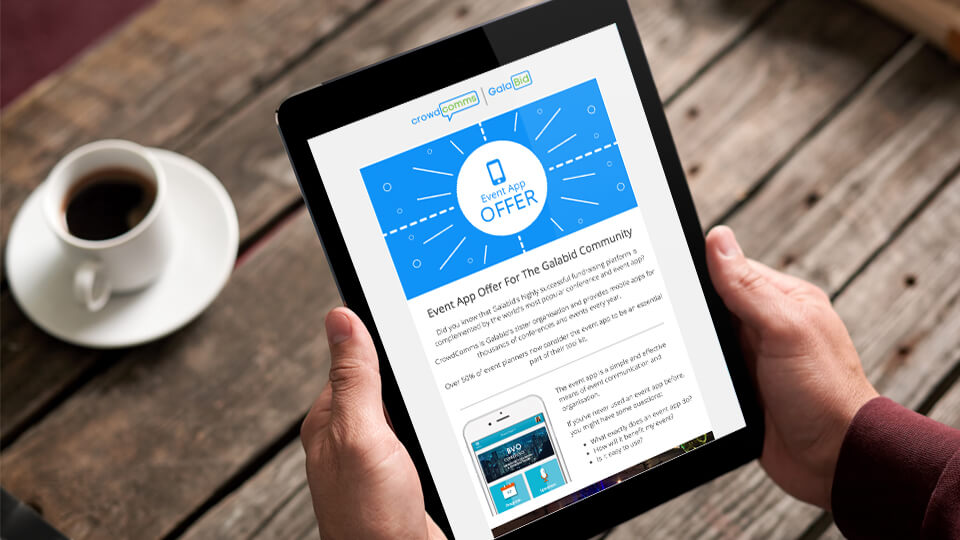 crowdcomms | GalaBid
Event App
OFFER
Event App Offer For The Galabid Community
Did you know that Galabid's highly successful fundraising platform is
complemented by the world's most popular conference and event app?
CrowdComms is Galabid's sister organisation and provides mobile apps for
thousands of conferences and events every year.
Over 50% of event planners now consider the event app to be an essential
part of their tool kit.
The event app is a simple and effective
means of event communication and
organisation.
If you've never used an event app before,
you might have some questions:
• What exactly does an event app do?
• How will it benefit my event?
• Is it easy to use?
BVO